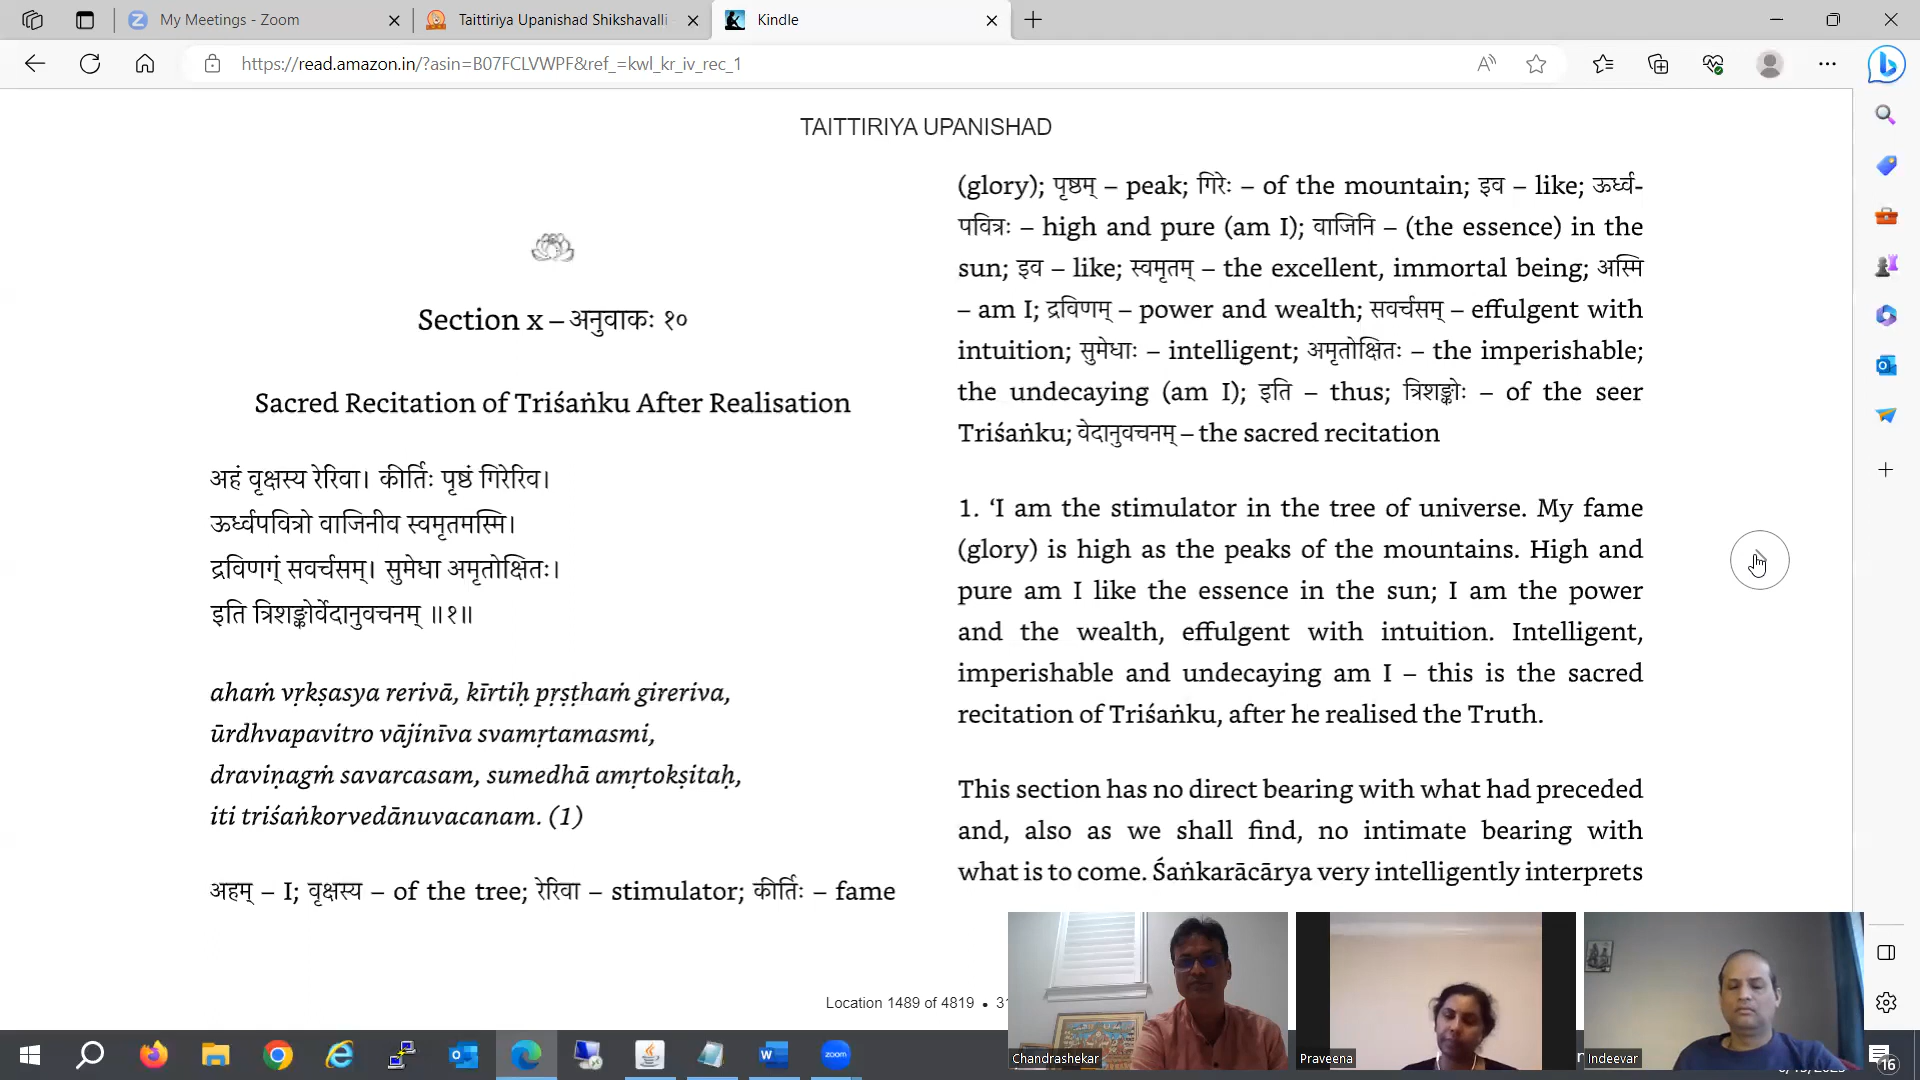 My Meetings - Zoom
Taittiriya Upanishad Shikshavalli
Kindle
https://read.amazon.in/?asin=B07FCLVWPF&ref_=kwl_kr_iv_rec_1
TAITTIRIYA UPANISHAD
Section x – अनुवाकः १०
Sacred Recitation of Triśaṅku After Realisation
अहं वृक्षस्य रेरिवा। कीर्तिः पृष्ठं गिरेरिव।
ऊर्ध्वपवित्रो वाजिनीव स्वमृतमस्मि।
द्रविणग्ं सवर्चसम्। सुमेधा अमृतोक्षितः।
इति त्रिशङ्कोर्वेदानुवचनम् ॥१॥
ahaṁ vṛkṣasya rerivā, kīrtiḥ pṛṣṭhaṁ gireriva,
ūrdhvapavitro vājinīva svamṛtamasmi,
draviṇagṁ savarcasam, sumedhā amṛtokṣitaḥ,
iti triśaṅkorvedānuvacanam. (1)
अहम् – I; वृक्षस्य – of the tree; रेरिवा – stimulator; कीर्तिः – fame
(glory); पृष्ठम् – peak; गिरेः – of the mountain; इव – like; ऊर्ध्व-
पवित्रः – high and pure (am I); वाजिनि – (the essence) in the
sun; इव – like; स्वमृतम् – the excellent, immortal being; अस्मि
– am I; द्रविणम् – power and wealth; सवर्चसम् – effulgent with
intuition; सुमेधाः – intelligent; अमृतोक्षितः – the imperishable;
the undecaying (am I); इति – thus; त्रिशङ्कोः – of the seer
Triśaṅku; वेदानुवचनम् – the sacred recitation
1. ‘I am the stimulator in the tree of universe. My fame
(glory) is high as the peaks of the mountains. High and
pure am I like the essence in the sun; I am the power
and the wealth, effulgent with intuition. Intelligent,
imperishable and undecaying am I – this is the sacred
recitation of Triśaṅku, after he realised the Truth.
This section has no direct bearing with what had preceded
and, also as we shall find, no intimate bearing with
what is to come. Śaṅkarācārya very intelligently interprets
Location 1489 of 4819 •
Chandrashekar
Praveena
Indeevar
zoom
16